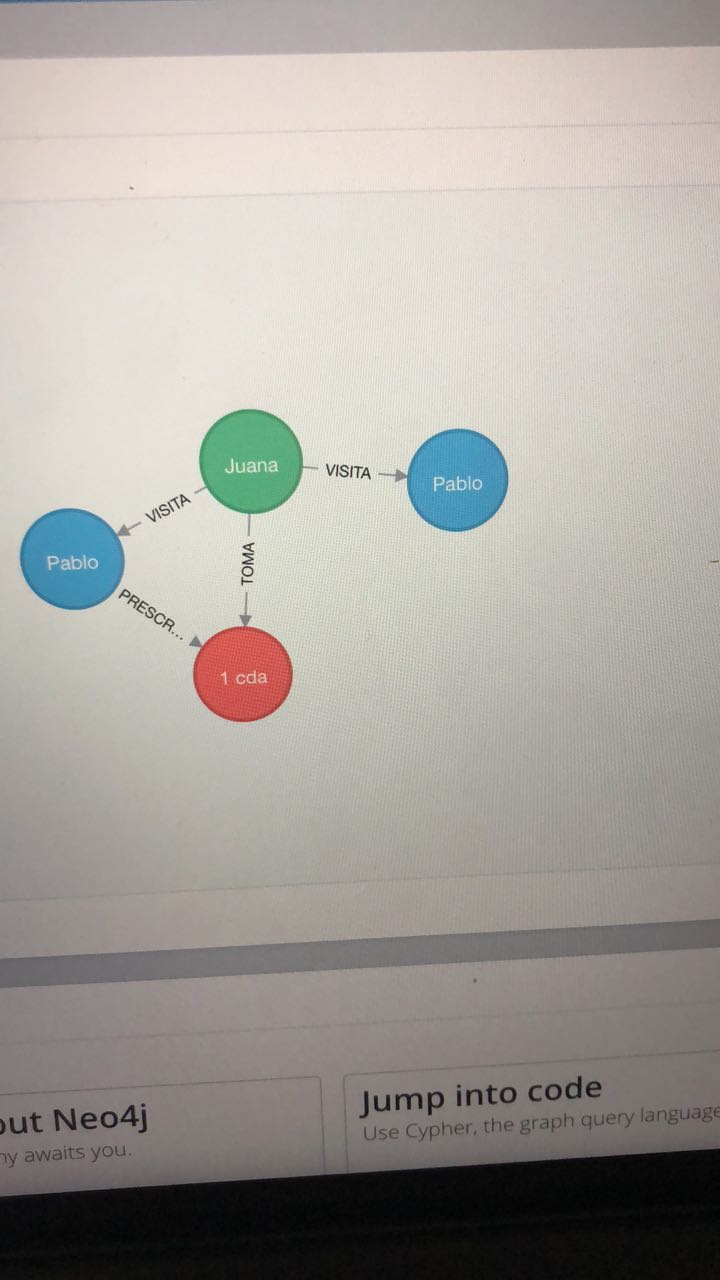 Juana
VISITA
Pablo
VISITA
Pablo
TOMA
PRESCR...
1 cda
out Neo4j
Jump into code
ny awaits you.
Use Cypher, the graph query language